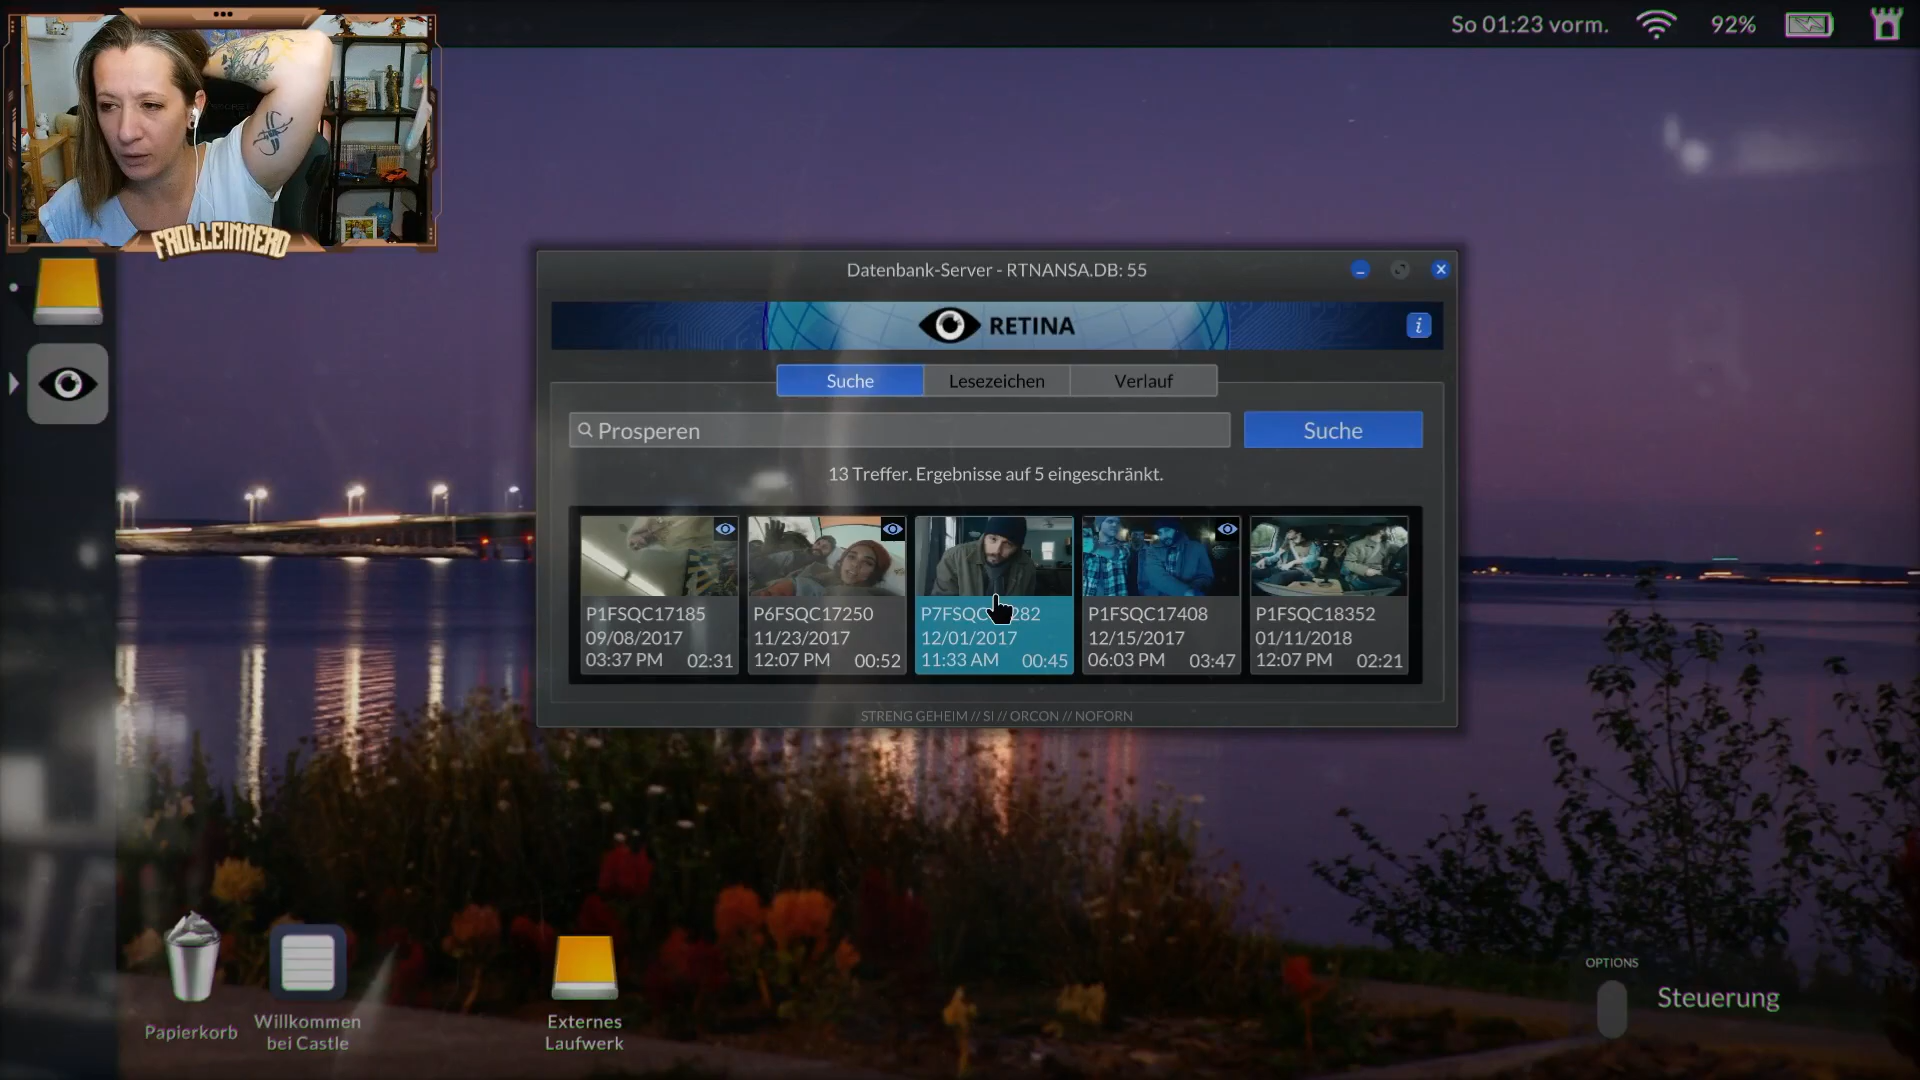 So 01:23 vorm.
92%
FROLLEINNERD
Datenbank-Server - RTNANSA.DB: 55
RETINA
i
Suche
Lesezeichen
Verlauf
Prosperen
Suche
13 Treffer. Ergebnisse auf 5 eingeschränkt.
P1FSQC17185
09/08/2017
03:37 PM 02:31
P6FSQC17250
11/23/2017
12:07 PM 00:52
12/01/2017
11:33 AM 00:45
P1FSQC17408
12/15/2017
06:03 PM 03:47
P1FSQC18352
01/11/2018
12:07 PM 02:21
STRENG GEHEIM // SI // ORCON // NOFORN
Papierkorb
Willkommen
bei Castle
Externes
Laufwerk
OPTIONS
Steuerung